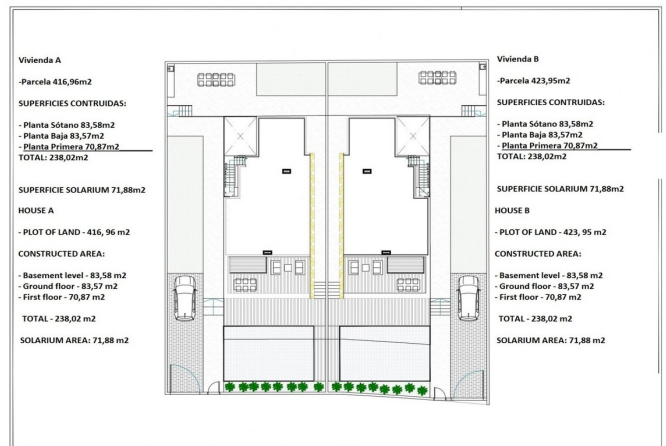 Vivienda A
-Parcela 416,96m2
SUPERFICIES CONTRUIDAS:
- Planta Sótano 83,58m2
- Planta Baja 83,57m2
- Planta Primera 70,87m2
TOTAL: 238,02m2
SUPERFICIE SOLARIUM 71,88m2
HOUSE A
- PLOT OF LAND - 416, 96 m2
CONSTRUCTED AREA:
- Basement level - 83,58 m2
- Ground floor - 83,57 m2
- First floor - 70,87 m2
TOTAL - 238,02 m2
SOLARIUM AREA: 71,88 m2
Vivienda B
-Parcela 423,95m2
SUPERFICIES CONTRUIDAS:
- Planta Sótano 83,58m2
- Planta Baja 83,57m2
- Planta Primera 70,87m2
TOTAL: 238,02m2
SUPERFICIE SOLARIUM 71,88m2
HOUSE B
- PLOT OF LAND - 423, 95 m2
CONSTRUCTED AREA:
- Basement level - 83,58 m2
- Ground floor - 83,57 m2
- First floor - 70,87 m2
TOTAL - 238,02 m2
SOLARIUM AREA: 71,88 m2